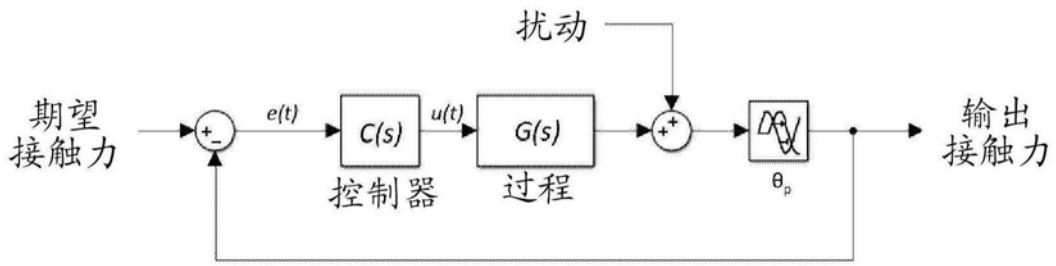 扰动
期望
接触力
+
−
e(t)
C(s)
控制器
u(t)
G(s)
过程
+
+
θp
输出
接触力